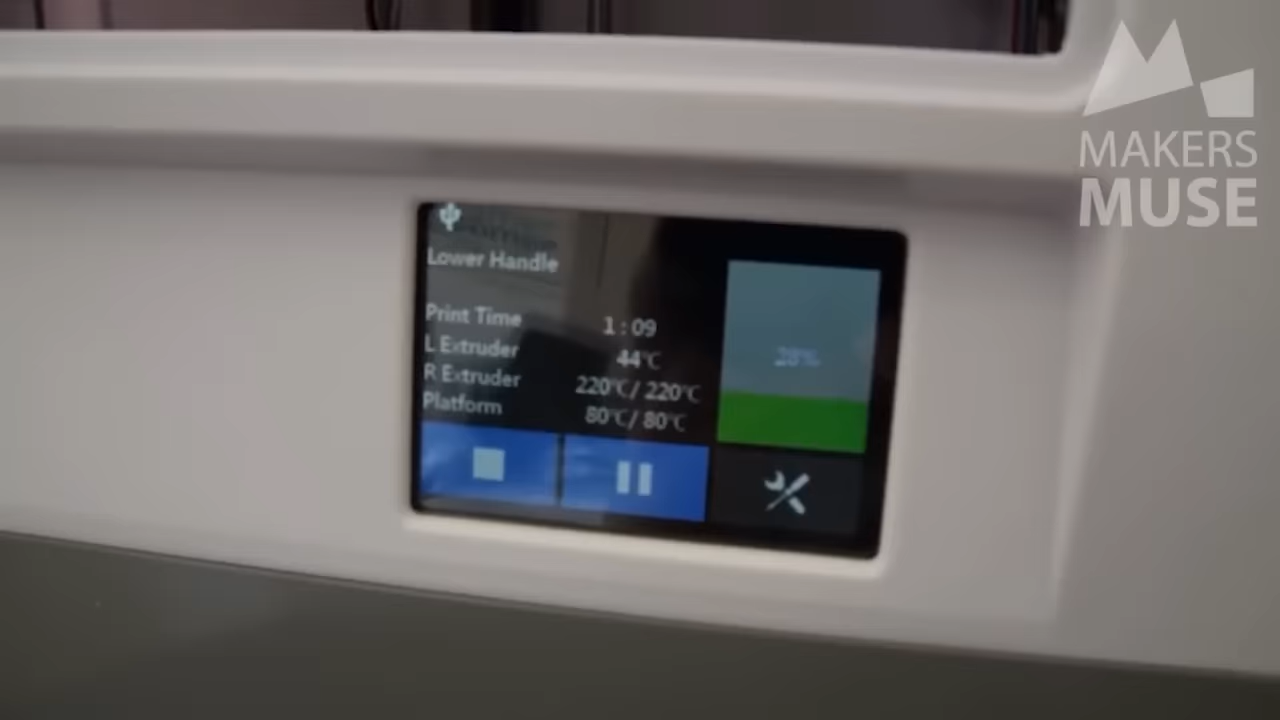 MAKERS
MUSE
Lower Handle
Print Time 1:09
L Extruder 44°C
R Extruder 220°C/ 220°C
Platform 80°C/ 80°C
28%